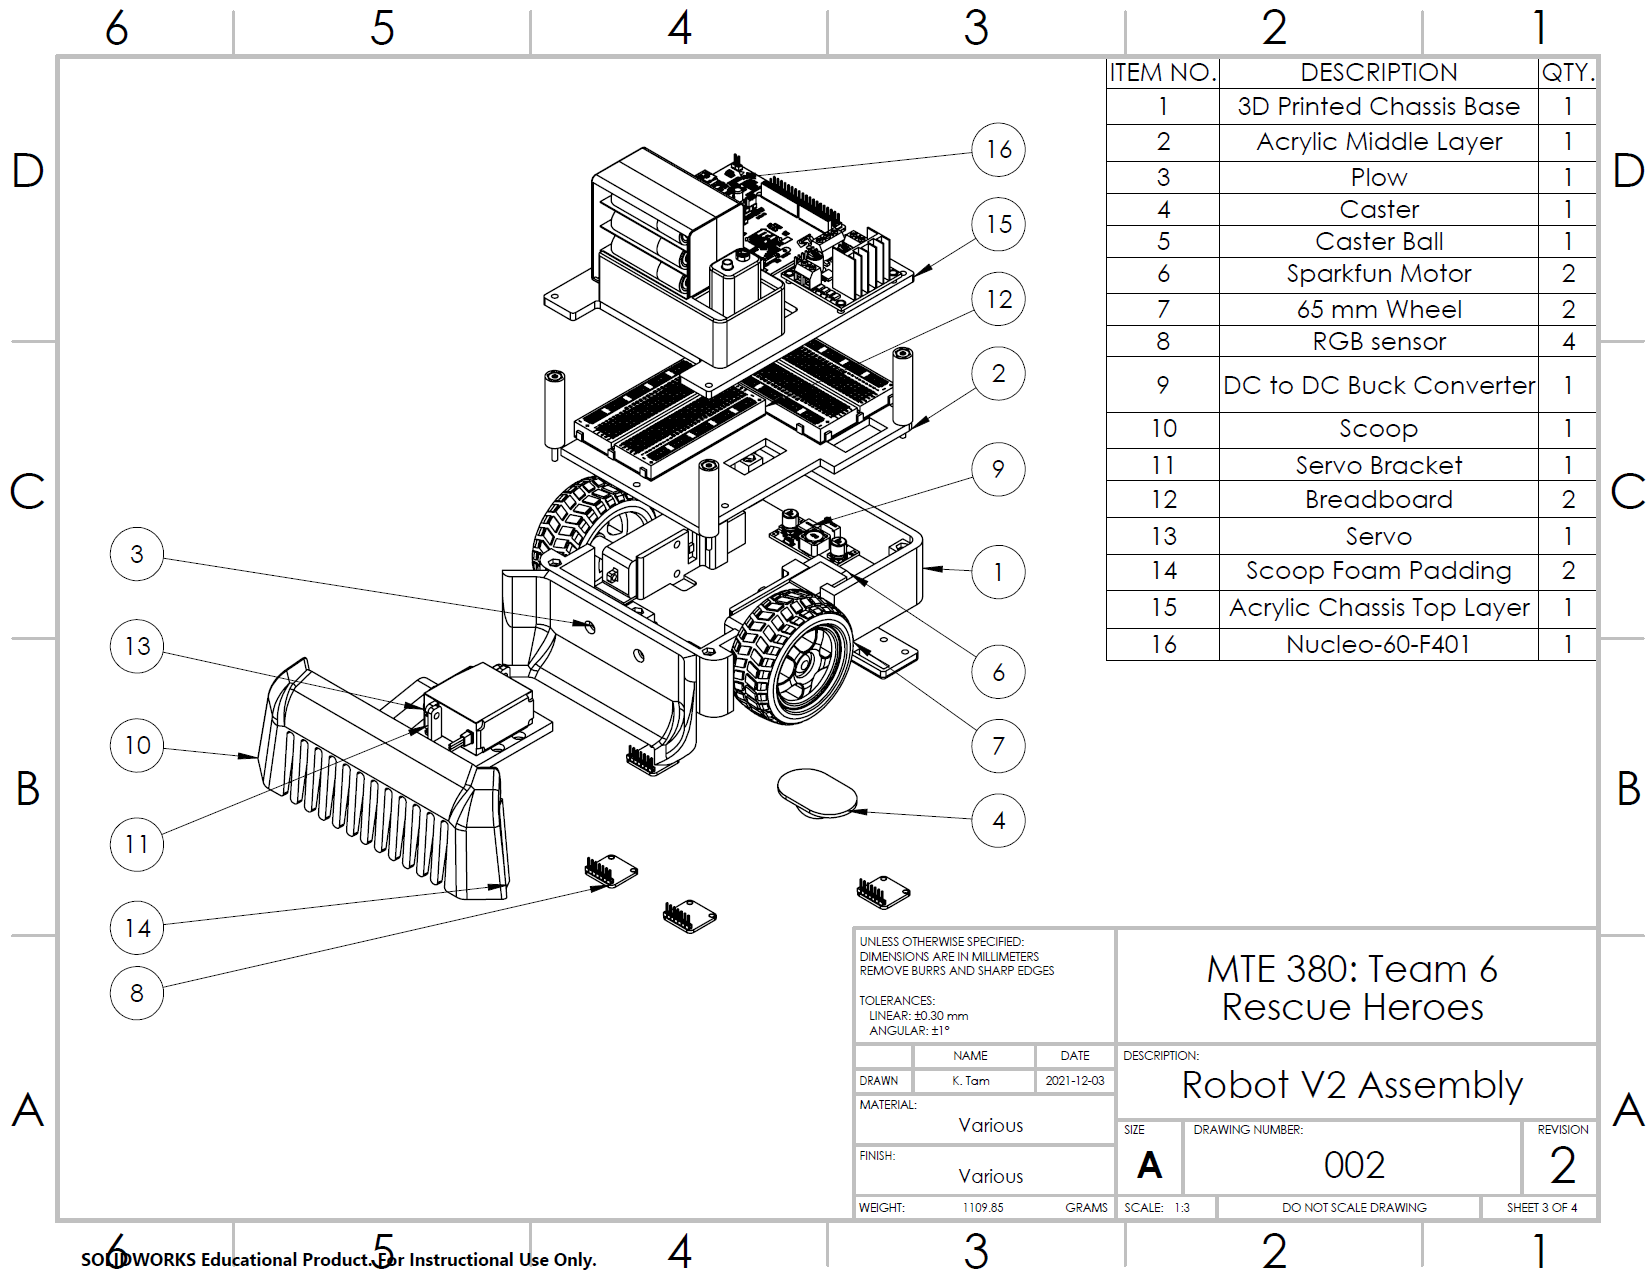 6 5 4 3 2 1
ITEM NO. DESCRIPTION QTY.
1 3D Printed Chassis Base 1
2 Acrylic Middle Layer 1
3 Plow 1
4 Caster 1
5 Caster Ball 1
6 Sparkfun Motor 2
7 65 mm Wheel 2
8 RGB sensor 4
9 DC to DC Buck Converter 1
10 Scoop 1
11 Servo Bracket 1
12 Breadboard 2
13 Servo 1
14 Scoop Foam Padding 2
15 Acrylic Chassis Top Layer 1
16 Nucleo-60-F401 1
D D
C C
B B
A A
16
15
12
2
9
1
6
7
4
3
13
10
11
14
8
UNLESS OTHERWISE SPECIFIED:
DIMENSIONS ARE IN MILLIMETERS
REMOVE BURRS AND SHARP EDGES
TOLERANCES:
LINEAR: ±0.30 mm
ANGULAR: ±1°
MTE 380: Team 6
Rescue Heroes
NAME DATE
DRAWN K. Tam 2021-12-03
DESCRIPTION:
Robot V2 Assembly
MATERIAL:
Various
FINISH:
Various
SIZE
A
DRAWING NUMBER:
002
REVISION
2
WEIGHT: 1109.85 GRAMS
SCALE: 1:3
DO NOT SCALE DRAWING
SHEET 3 OF 4
6 5 4 3 2 1
SOLIDWORKS Educational Product. For Instructional Use Only.